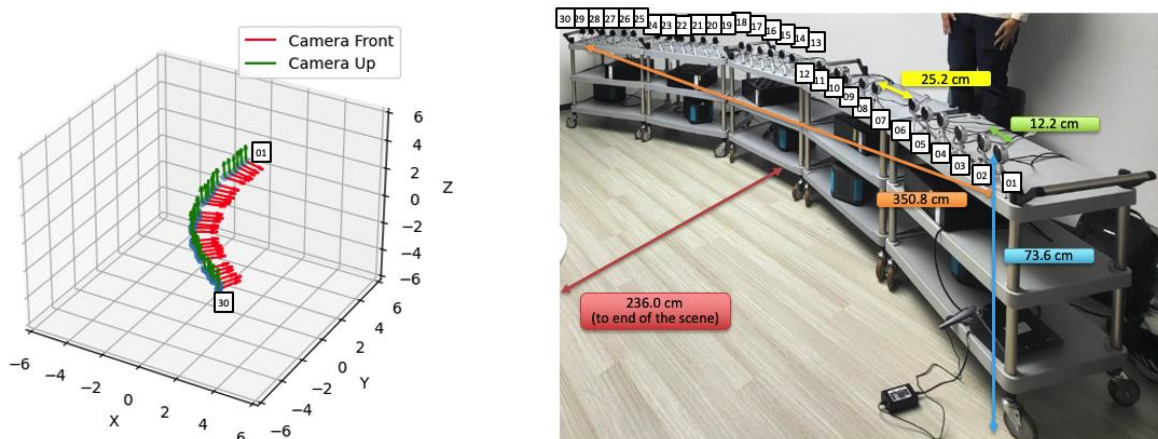 Camera Front
Camera Up
6
4
2
0
−2
−4
−6
Z
01
30
−6
−4
−2
0
2
4
6
X
−6
−4
−2
0
2
4
6
Y
30 29 28 27 26 25 24 23 22 21 20 19 18 17 16 15 14 13
12 11 10 09 08 07 06 05 04 03 02 01
25.2 cm
12.2 cm
350.8 cm
73.6 cm
236.0 cm
(to end of the scene)